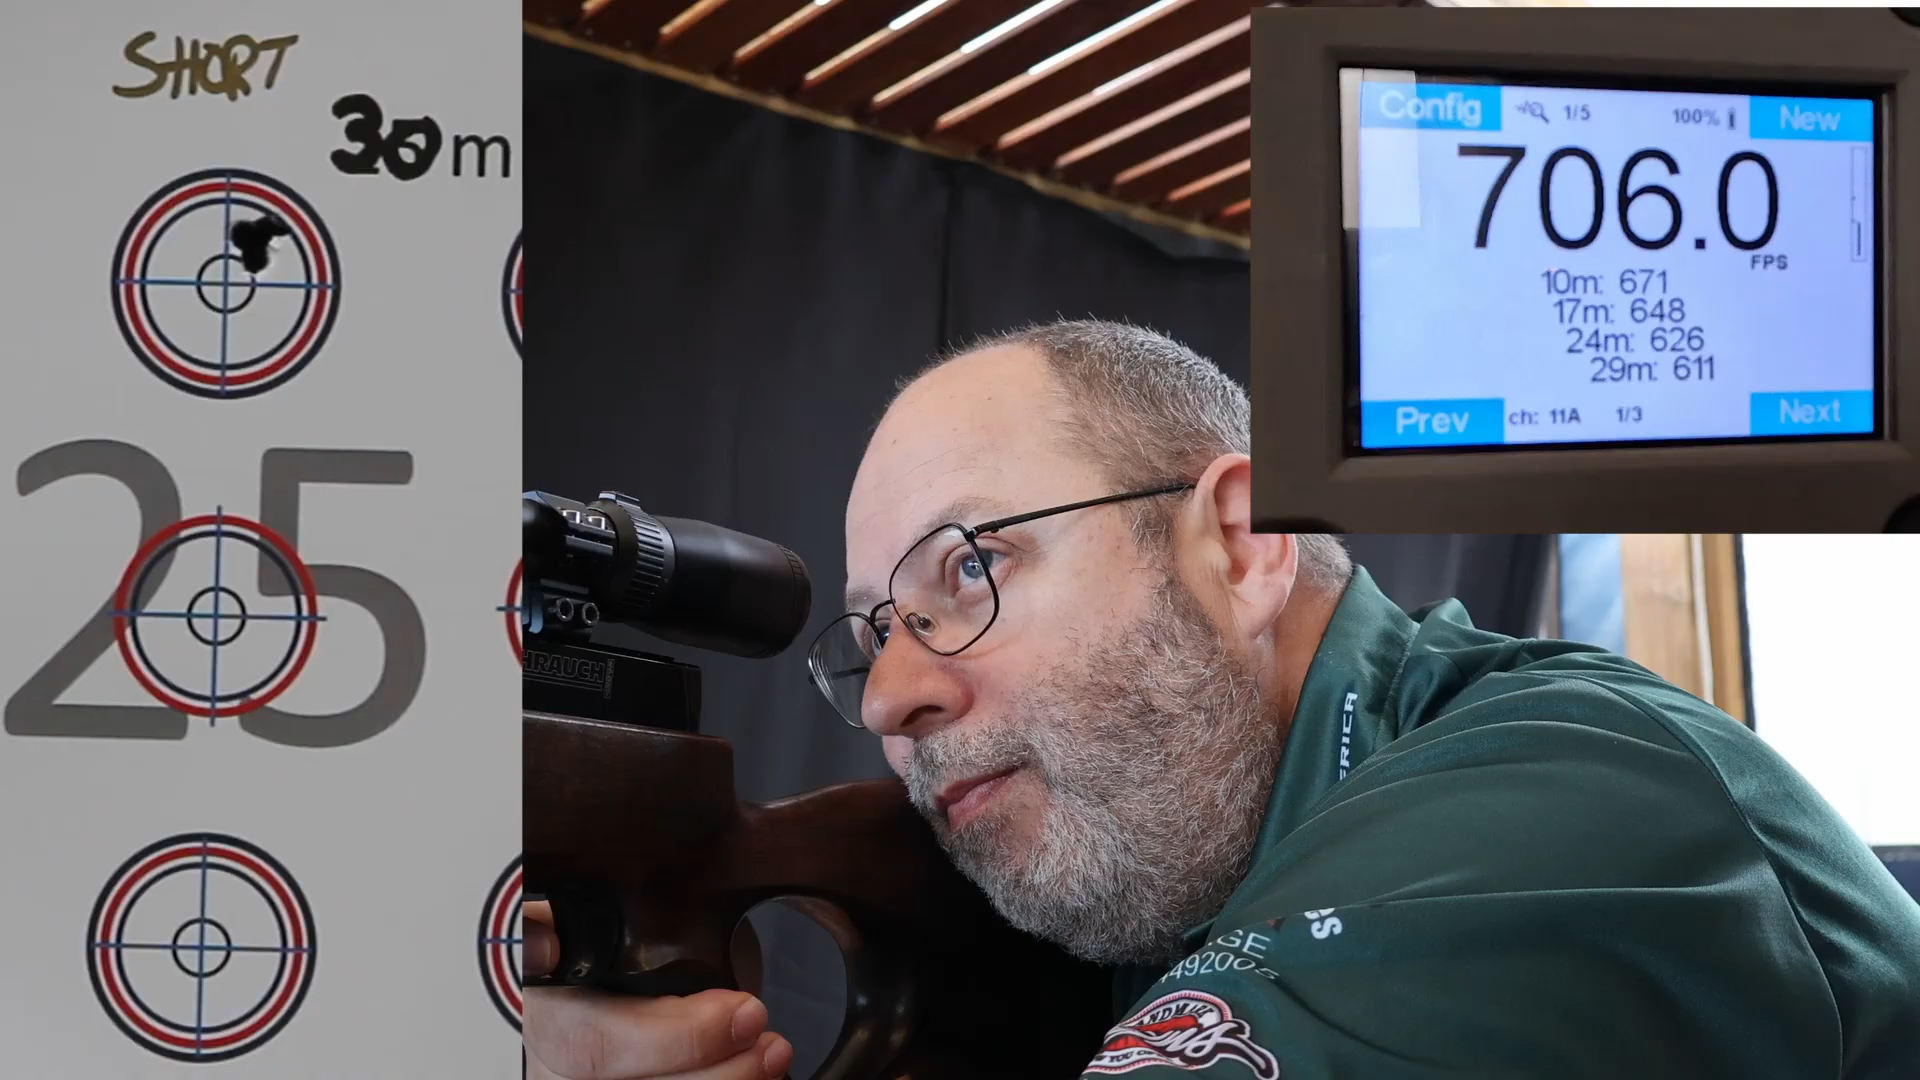 SHORT
30m
25
Config
1/5
100%
New
706.0
FPS
10m: 671
17m: 648
24m: 626
29m: 611
Prev
ch: 11A
1/3
Next
HRAUCH
ERICA